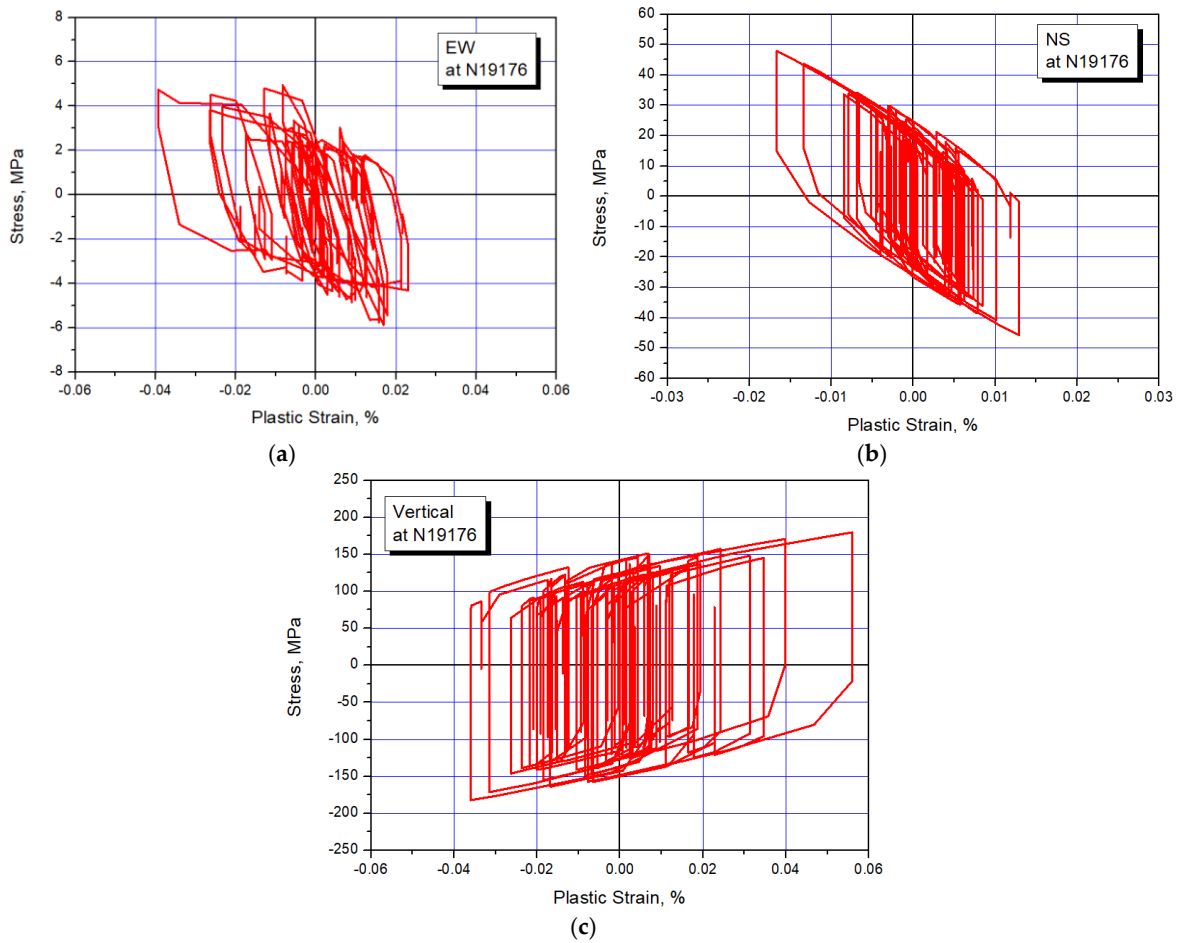 8
6
4
2
0
-2
-4
-6
-8
Stress, MPa
EW
at N19176
-0.06 -0.04 -0.02 0.00 0.02 0.04 0.06
Plastic Strain, %
(a)
60
50
40
30
20
10
0
-10
-20
-30
-40
-50
-60
Stress, MPa
NS
at N19176
-0.03 -0.02 -0.01 0.00 0.01 0.02 0.03
Plastic Strain, %
(b)
250
200
150
100
50
0
-50
-100
-150
-200
-250
Stress, MPa
Vertical
at N19176
-0.06 -0.04 -0.02 0.00 0.02 0.04 0.06
Plastic Strain, %
(c)